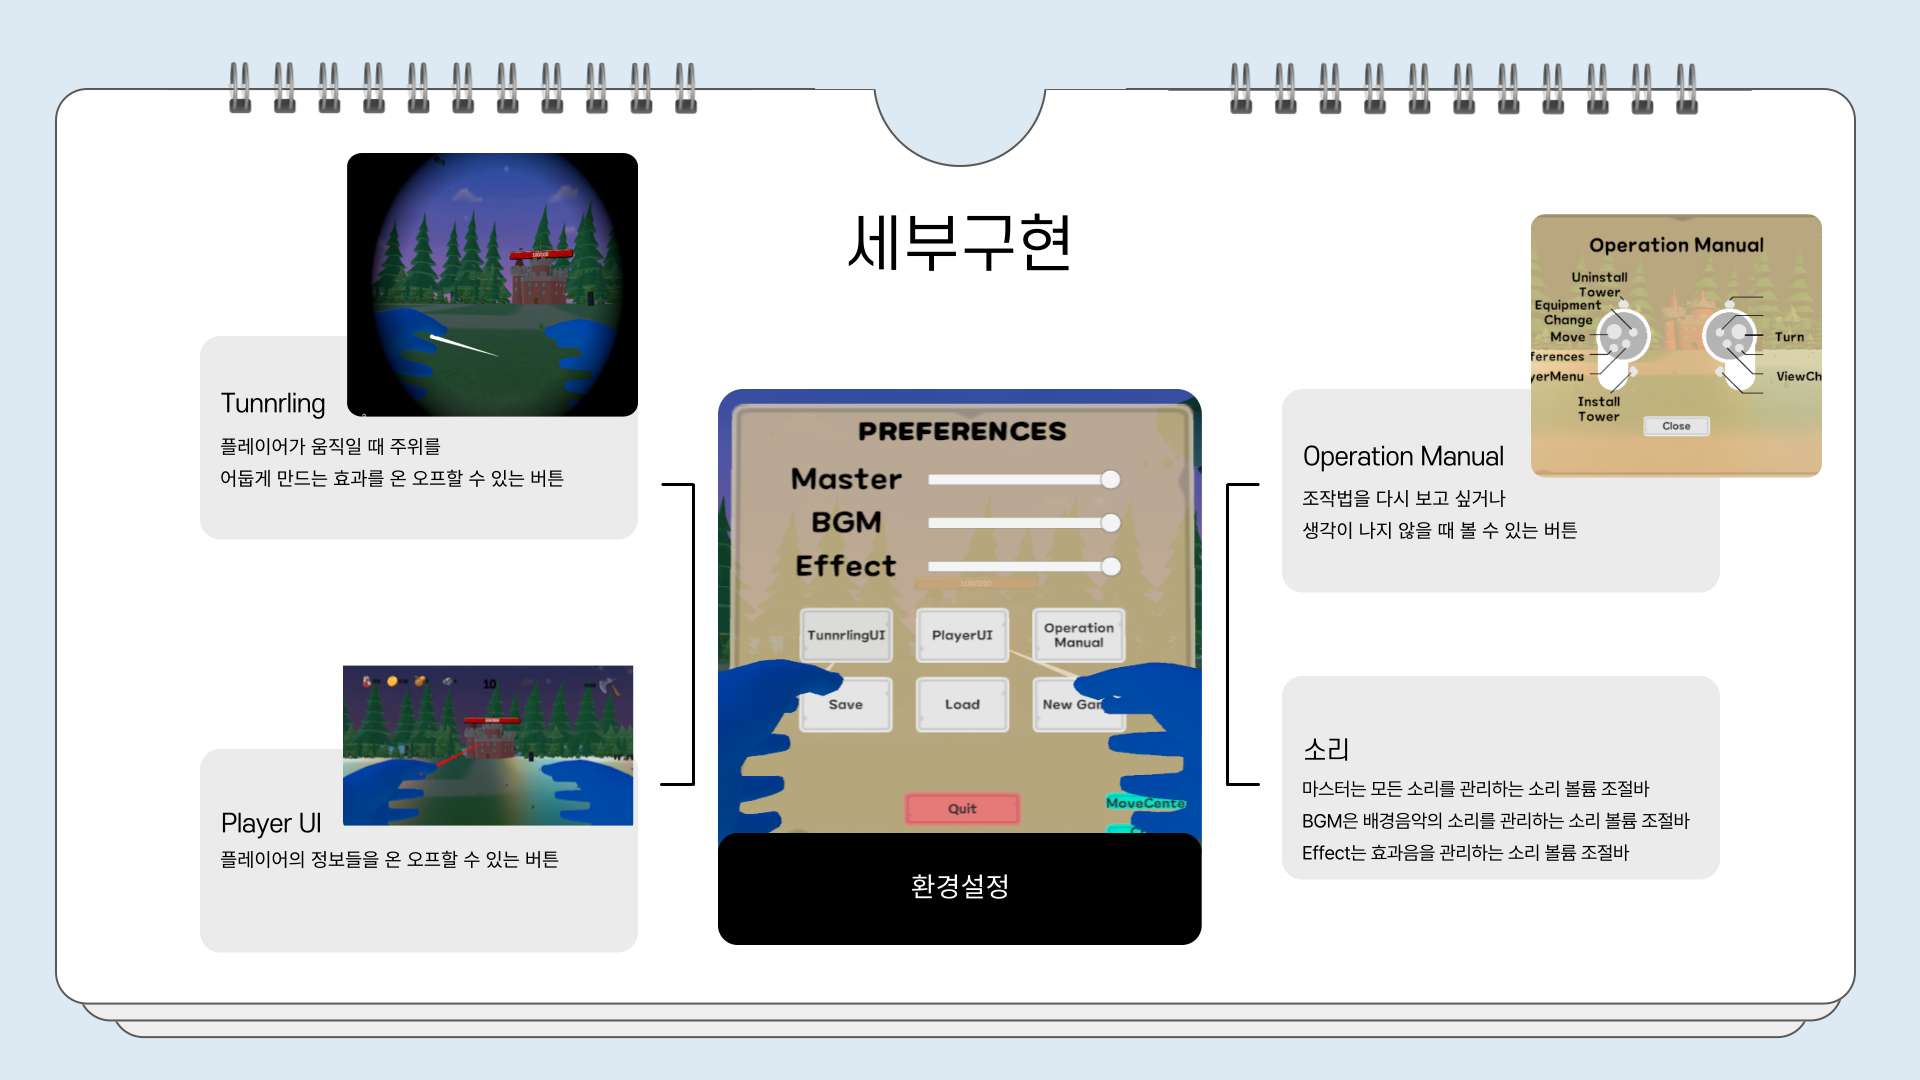 세부구현
Tunnrling
플레이어가 움직일 때 주위를
어둡게 만드는 효과를 온 오프할 수 있는 버튼
Player UI
플레이어의 정보들을 온 오프할 수 있는 버튼
10
PREFERENCES
Master
BGM
Effect
100/100
TunnrlingUI
PlayerUI
Operation
Manual
Save
Load
New Gam
Quit
MoveCente
환경설정
Operation Manual
Uninstall
Tower
Equipment
Change
Move
ferences
yerMenu
Install
Tower
Turn
ViewCh
Close
Operation Manual
조작법을 다시 보고 싶거나
생각이 나지 않을 때 볼 수 있는 버튼
소리
마스터는 모든 소리를 관리하는 소리 볼륨 조절바
BGM은 배경음악의 소리를 관리하는 소리 볼륨 조절바
Effect는 효과음을 관리하는 소리 볼륨 조절바